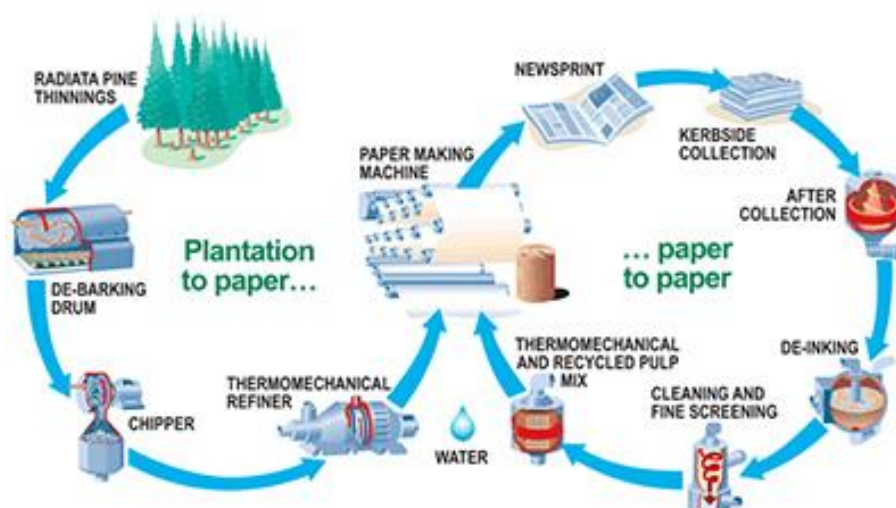 RADIATA PINE
THINNINGS
DE-BARKING
DRUM
CHIPPER
THERMOMECHANICAL
REFINER
Plantation
to paper...
PAPER MAKING
MACHINE
NEWSPRINT
KERBSIDE
COLLECTION
AFTER
COLLECTION
... paper
to paper
DE-INKING
CLEANING AND
FINE SCREENING
THERMOMECHANICAL
AND RECYCLED PULP
MIX
WATER